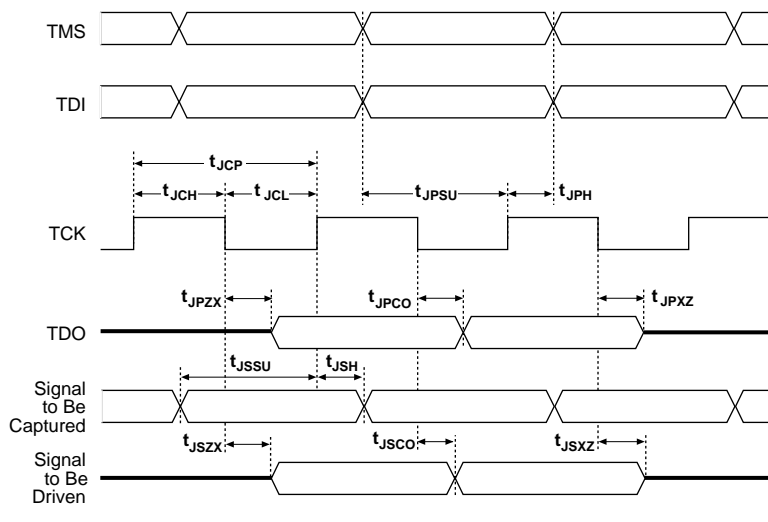 TMS
TDI
tJCP
tJCH
tJCL
tJPSU
tJPH
TCK
tJPZX
tJPCO
tJPXZ
TDO
tJSSU
tJSH
Signal
to Be
Captured
tJSZX
tJSCO
tJSXZ
Signal
to Be
Driven